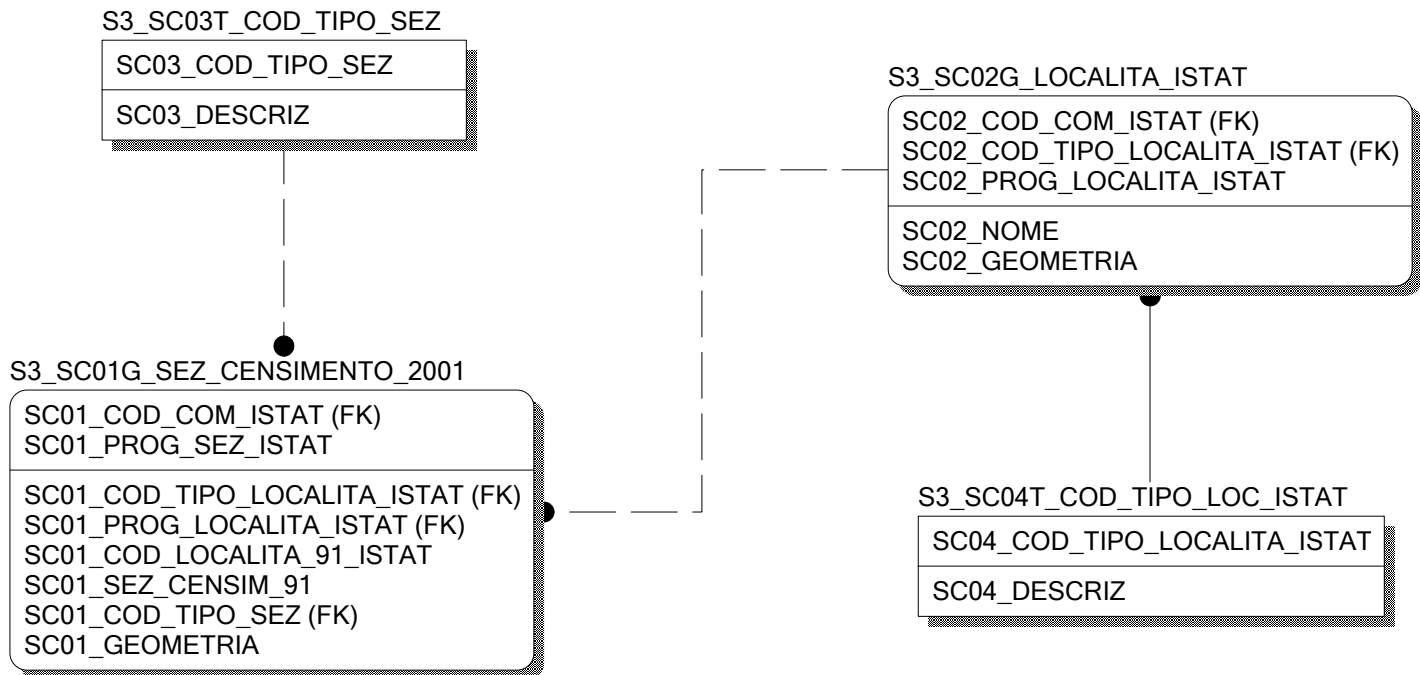 S3_SC03T_COD_TIPO_SEZ
SC03_COD_TIPO_SEZ
SC03_DESCRIZ
S3_SC02G_LOCALITA_ISTAT
SC02_COD_COM_ISTAT (FK)
SC02_COD_TIPO_LOCALITA_ISTAT (FK)
SC02_PROG_LOCALITA_ISTAT
SC02_NOME
SC02_GEOMETRIA
S3_SC01G_SEZ_CENSIMENTO_2001
SC01_COD_COM_ISTAT (FK)
SC01_PROG_SEZ_ISTAT
SC01_COD_TIPO_LOCALITA_ISTAT (FK)
SC01_PROG_LOCALITA_ISTAT (FK)
SC01_COD_LOCALITA_91_ISTAT
SC01_SEZ_CENSIM_91
SC01_COD_TIPO_SEZ (FK)
SC01_GEOMETRIA
S3_SC04T_COD_TIPO_LOC_ISTAT
SC04_COD_TIPO_LOCALITA_ISTAT
SC04_DESCRIZ